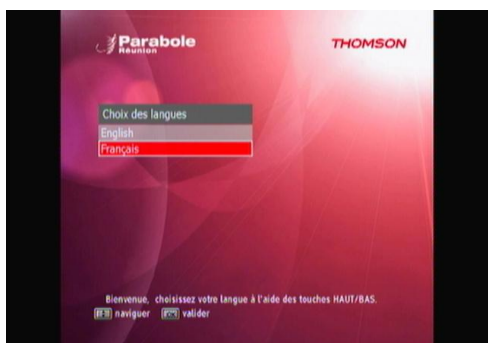 Parabole
Réunion
THOMSON
Choix des langues
English
Français
Bienvenue, choisissez votre langue à l'aide des touches HAUT/BAS.
naviguer
valider